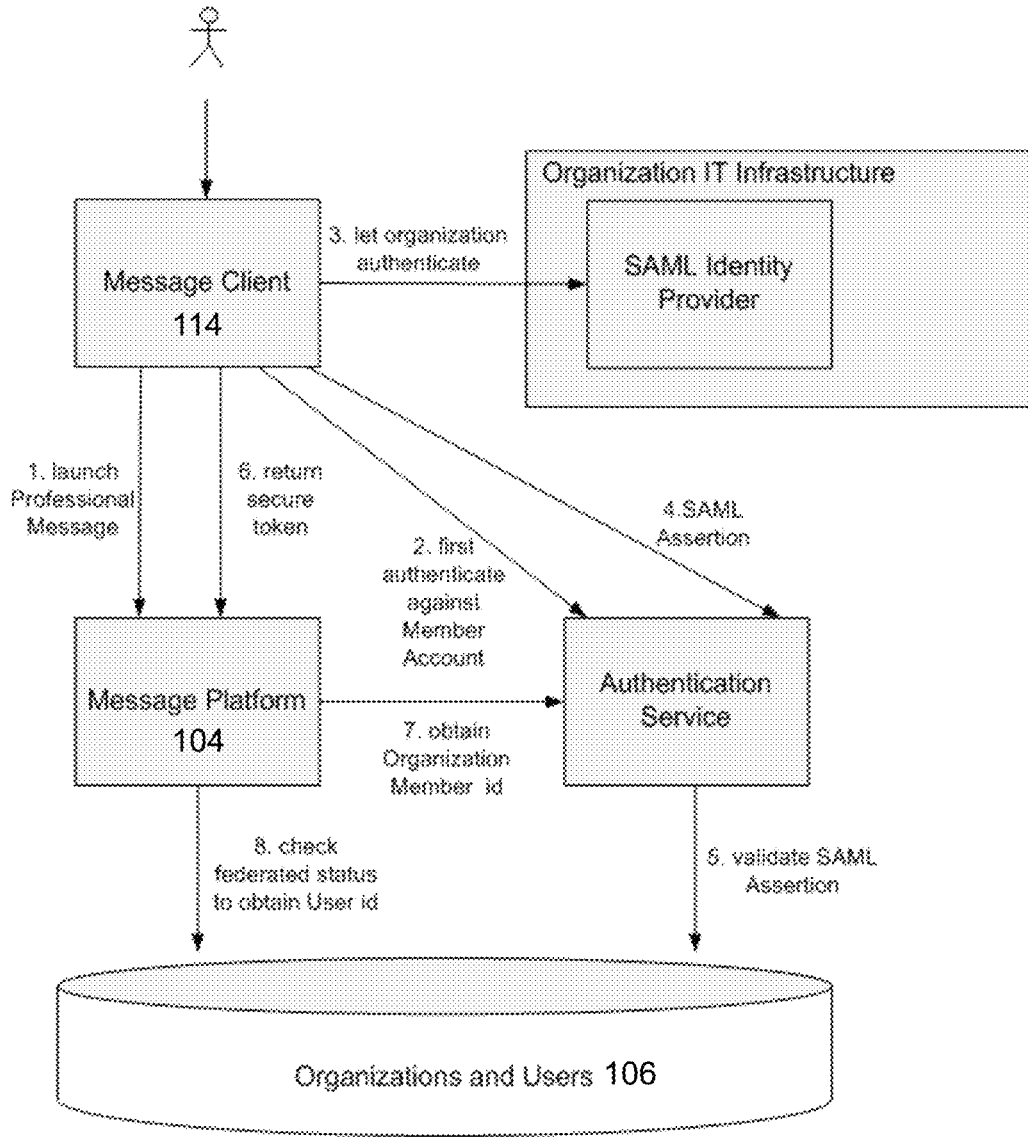 Organization IT Infrastructure
Message Client
114
3. let organization
authenticate
SAML Identity
Provider
1. launch
Professional
Message
6. return
secure
token
2. first
authenticate
against
Member
Account
4.SAML
Assertion
Message Platform
104
7. obtain
Organization
Member id
Authentication
Service
8. check
federated status
to obtain User id
5. validate SAML
Assertion
Organizations and Users 106